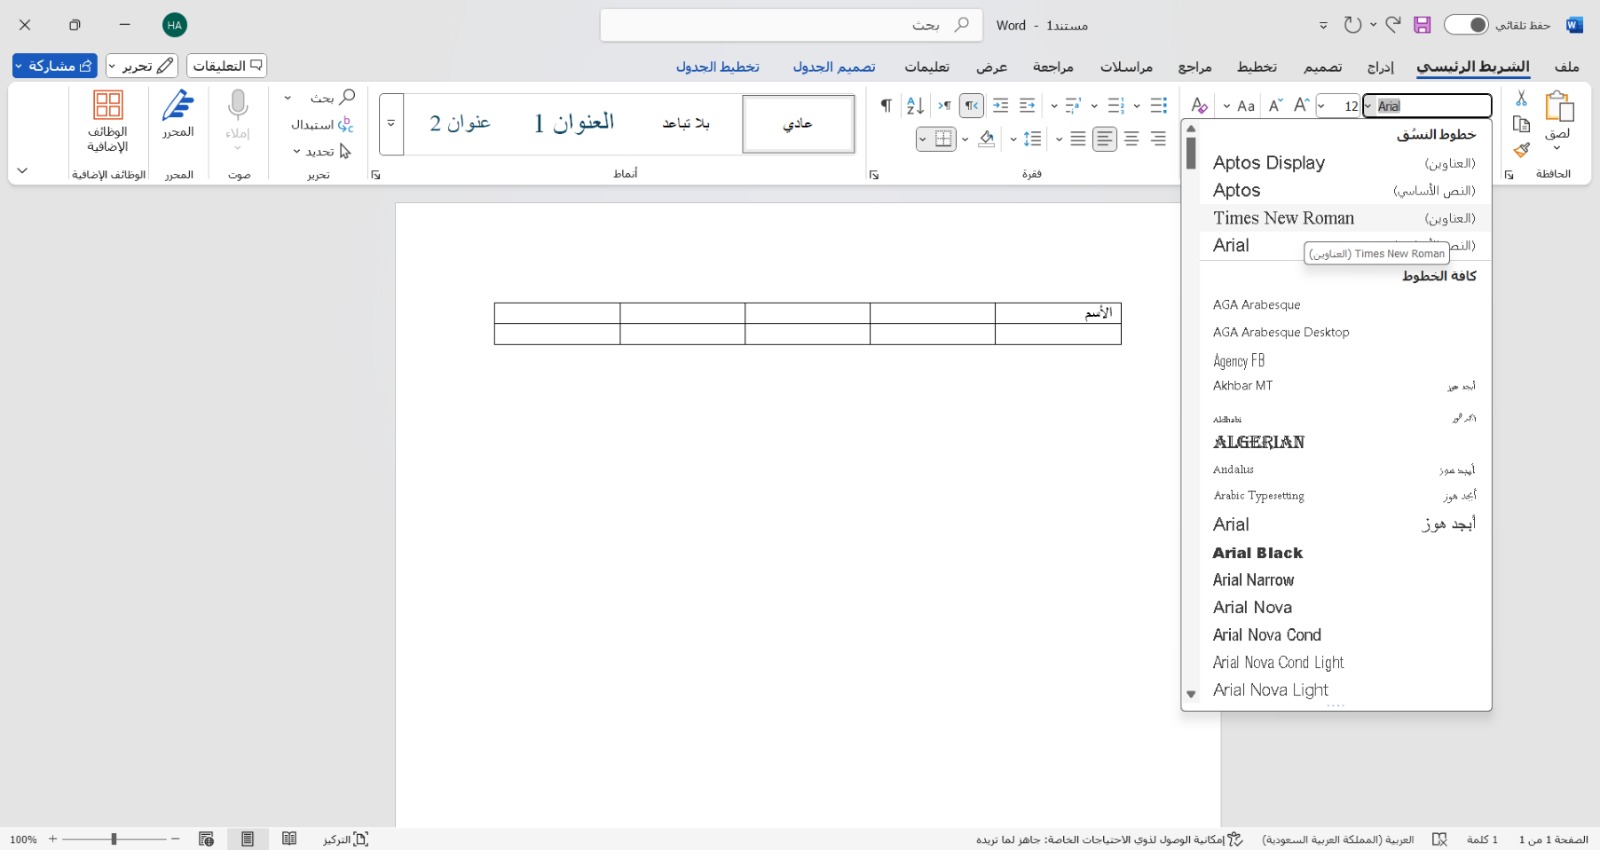 حفظ تلقائي
مستند1 - Word
بحث
HA
ملف
الشريط الرئيسي
إدراج
تصميم
تخطيط
مراجع
مراسلات
مراجعة
عرض
تعليمات
تصميم الجدول
تخطيط الجدول
التعليقات
تحرير
مشاركة
لصق
الحافظة
Arial
12
Aa
فقرة
عادي
بلا تباعد
العنوان 1
عنوان 2
أنماط
بحث
استبدال
تحديد
تحرير
إملاء
صوت
المحرر
المحرر
الوظائف
الإضافية
الوظائف الإضافية
خطوط النسُق
Aptos Display (العناوين)
Aptos (النص الأساسي)
Times New Roman (العناوين)
Arial
Times New Roman (العناوين)
كافة الخطوط
AGA Arabesque
AGA Arabesque Desktop
Agency FB
Akhbar MT أبجد هوز
Aldhabi أبجد هوز
ALGERIAN
Andalus أبجد هوز
Arabic Typesetting أبجد هوز
Arial أبجد هوز
Arial Black
Arial Narrow
Arial Nova
Arial Nova Cond
Arial Nova Cond Light
Arial Nova Light
الأسم
الصفحة 1 من 1
1 كلمة
العربية (المملكة العربية السعودية)
إمكانية الوصول لذوي الاحتياجات الخاصة: جاهز لما تريده
التركيز
100%